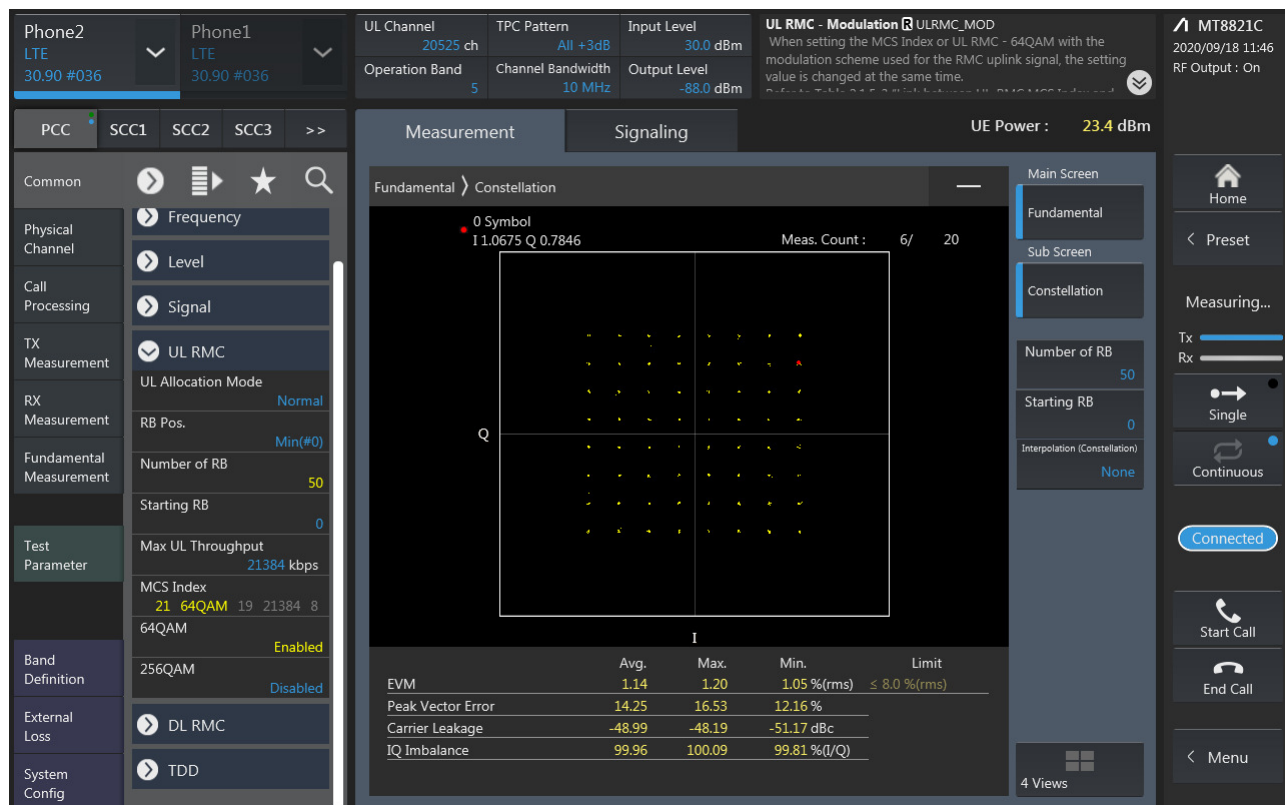 Phone2
LTE
30.90 #036
Phone1
LTE
30.90 #036
UL Channel
20525 ch
TPC Pattern
All +3dB
Input Level
30.0 dBm
Operation Band
5
Channel Bandwidth
10 MHz
Output Level
-88.0 dBm
UL RMC - Modulation R ULRMC_MOD
When setting the MCS Index or UL RMC - 64QAM with the
modulation scheme used for the RMC uplink signal, the setting
value is changed at the same time.
MT8821C
2020/09/18 11:46
RF Output : On
PCC SCC1 SCC2 SCC3 >>
Measurement
Signaling
UE Power : 23.4 dBm
Common
Physical
Channel
Call
Processing
TX
Measurement
RX
Measurement
Fundamental
Measurement
Test
Parameter
Band
Definition
External
Loss
System
Config
Frequency
Level
Signal
UL RMC
UL Allocation Mode
Normal
RB Pos.
Min(#0)
Number of RB
50
Starting RB
0
Max UL Throughput
21384 kbps
MCS Index
21 64QAM 19 21384 8
64QAM
Enabled
256QAM
Disabled
DL RMC
TDD
Fundamental 〉 Constellation
0 Symbol
I 1.0675 Q 0.7846
Meas. Count : 6/ 20
Q
I
Avg. Max. Min. Limit
EVM 1.14 1.20 1.05 %(rms) ≤ 8.0 %(rms)
Peak Vector Error 14.25 16.53 12.16 %
Carrier Leakage -48.99 -48.19 -51.17 dBc
IQ Imbalance 99.96 100.09 99.81 %(I/Q)
Main Screen
Fundamental
Sub Screen
Constellation
Number of RB
50
Starting RB
0
Interpolation (Constellation)
None
4 Views
Home
< Preset
Measuring...
Tx
Rx
Single
Continuous
Connected
Start Call
End Call
< Menu